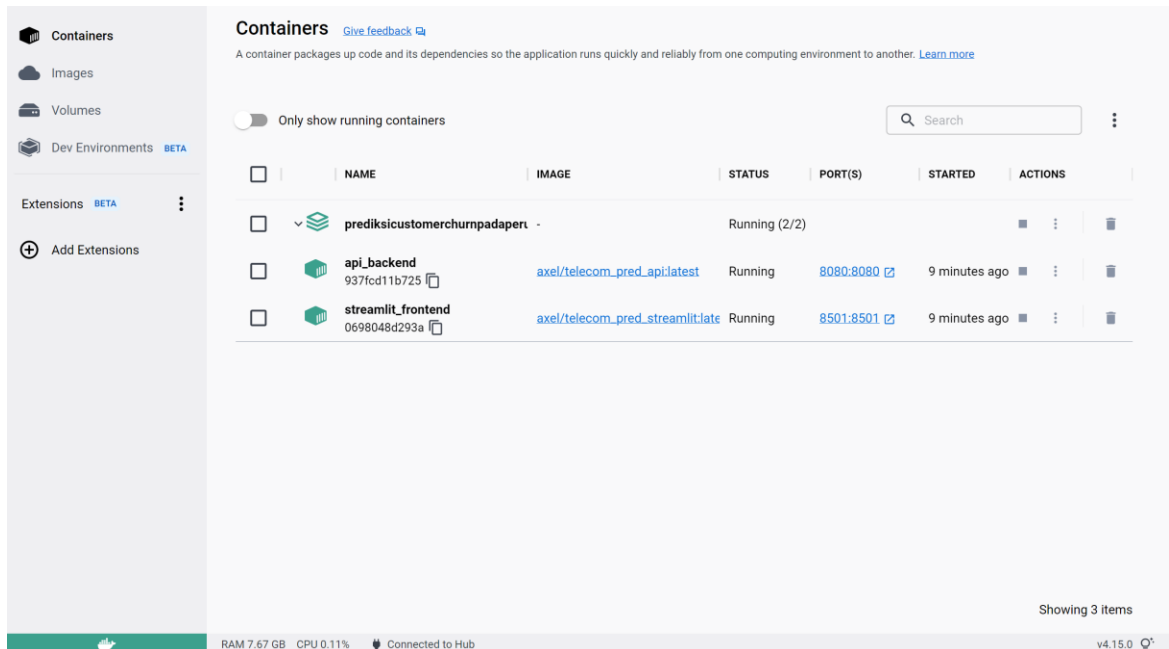 Containers
Images
Volumes
Dev Environments BETA
Extensions BETA
Add Extensions
Containers Give feedback
A container packages up code and its dependencies so the application runs quickly and reliably from one computing environment to another. Learn more
Only show running containers
Search
NAME IMAGE STATUS PORT(S) STARTED ACTIONS
prediksicustomerchurnpadaperu - Running (2/2)
api_backend
937fcd11b725
axel/telecom_pred_api:latest Running 8080:8080 9 minutes ago
streamlit_frontend
0698048d293a
axel/telecom_pred_streamlit:late Running 8501:8501 9 minutes ago
Showing 3 items
RAM 7.67 GB CPU 0.11% Connected to Hub v4.15.0